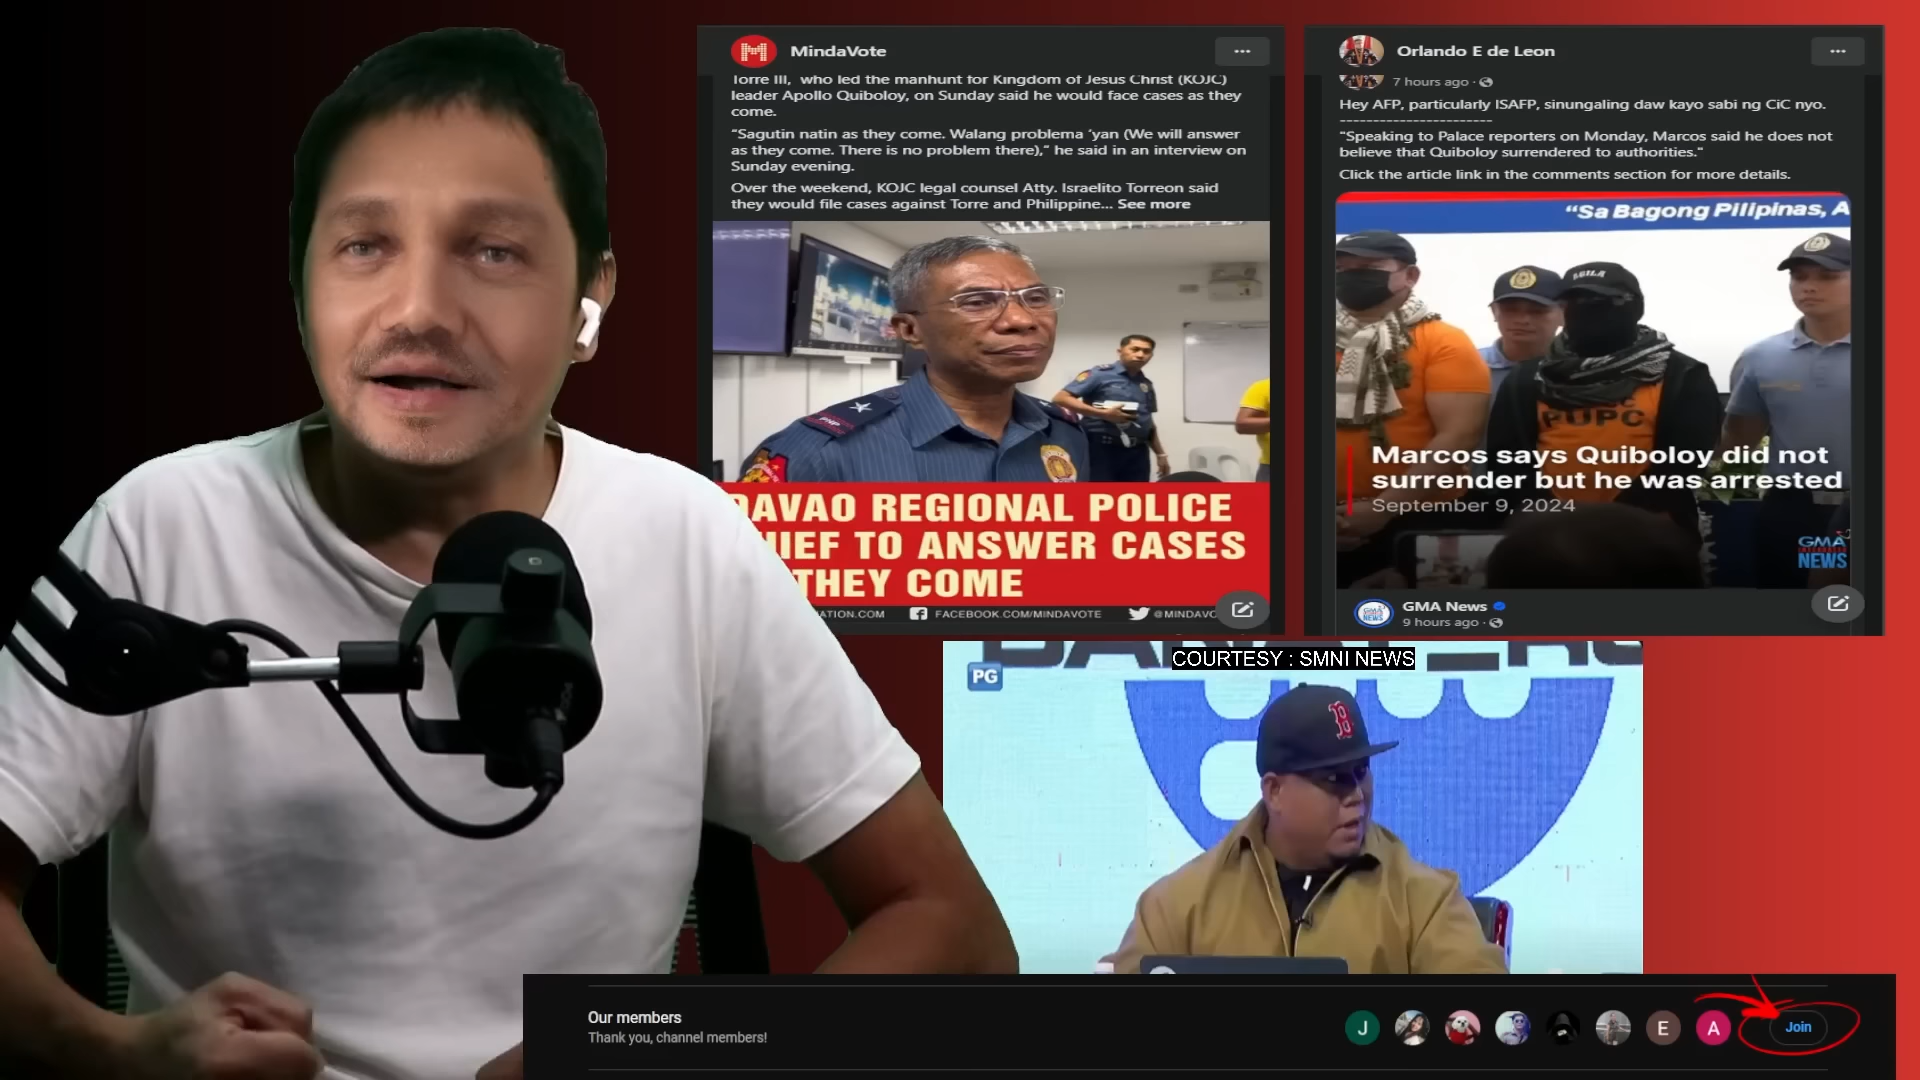 MindaVote
Torre III, who led the manhunt for Kingdom of Jesus Christ (KOJC)
leader Apollo Quiboloy, on Sunday said he would face cases as they
come.
“Sagutin natin as they come. Walang problema ‘yan (We will answer
as they come. There is no problem there),” he said in an interview on
Sunday evening.
Over the weekend, KOJC legal counsel Atty. Israelito Torreon said
they would file cases against Torre and Philippine... See more
PNP
DAVAO REGIONAL POLICE
HIEF TO ANSWER CASES
THEY COME
ATION.COM FACEBOOK.COM/MINDAVOTE @MINDAVO
Orlando E de Leon
7 hours ago ·
Hey AFP, particularly ISAFP, sinungaling daw kayo sabi ng CiC nyo.
-----------------------
"Speaking to Palace reporters on Monday, Marcos said he does not
believe that Quiboloy surrendered to authorities."
Click the article link in the comments section for more details.
“Sa Bagong Pilipinas, A
PUPC
Marcos says Quiboloy did not
surrender but he was arrested
September 9, 2024
GMA
INTEGRATED
NEWS
GMA News
9 hours ago ·
COURTESY : SMNI NEWS
PG
B
Our members
Thank you, channel members!
J E A Join